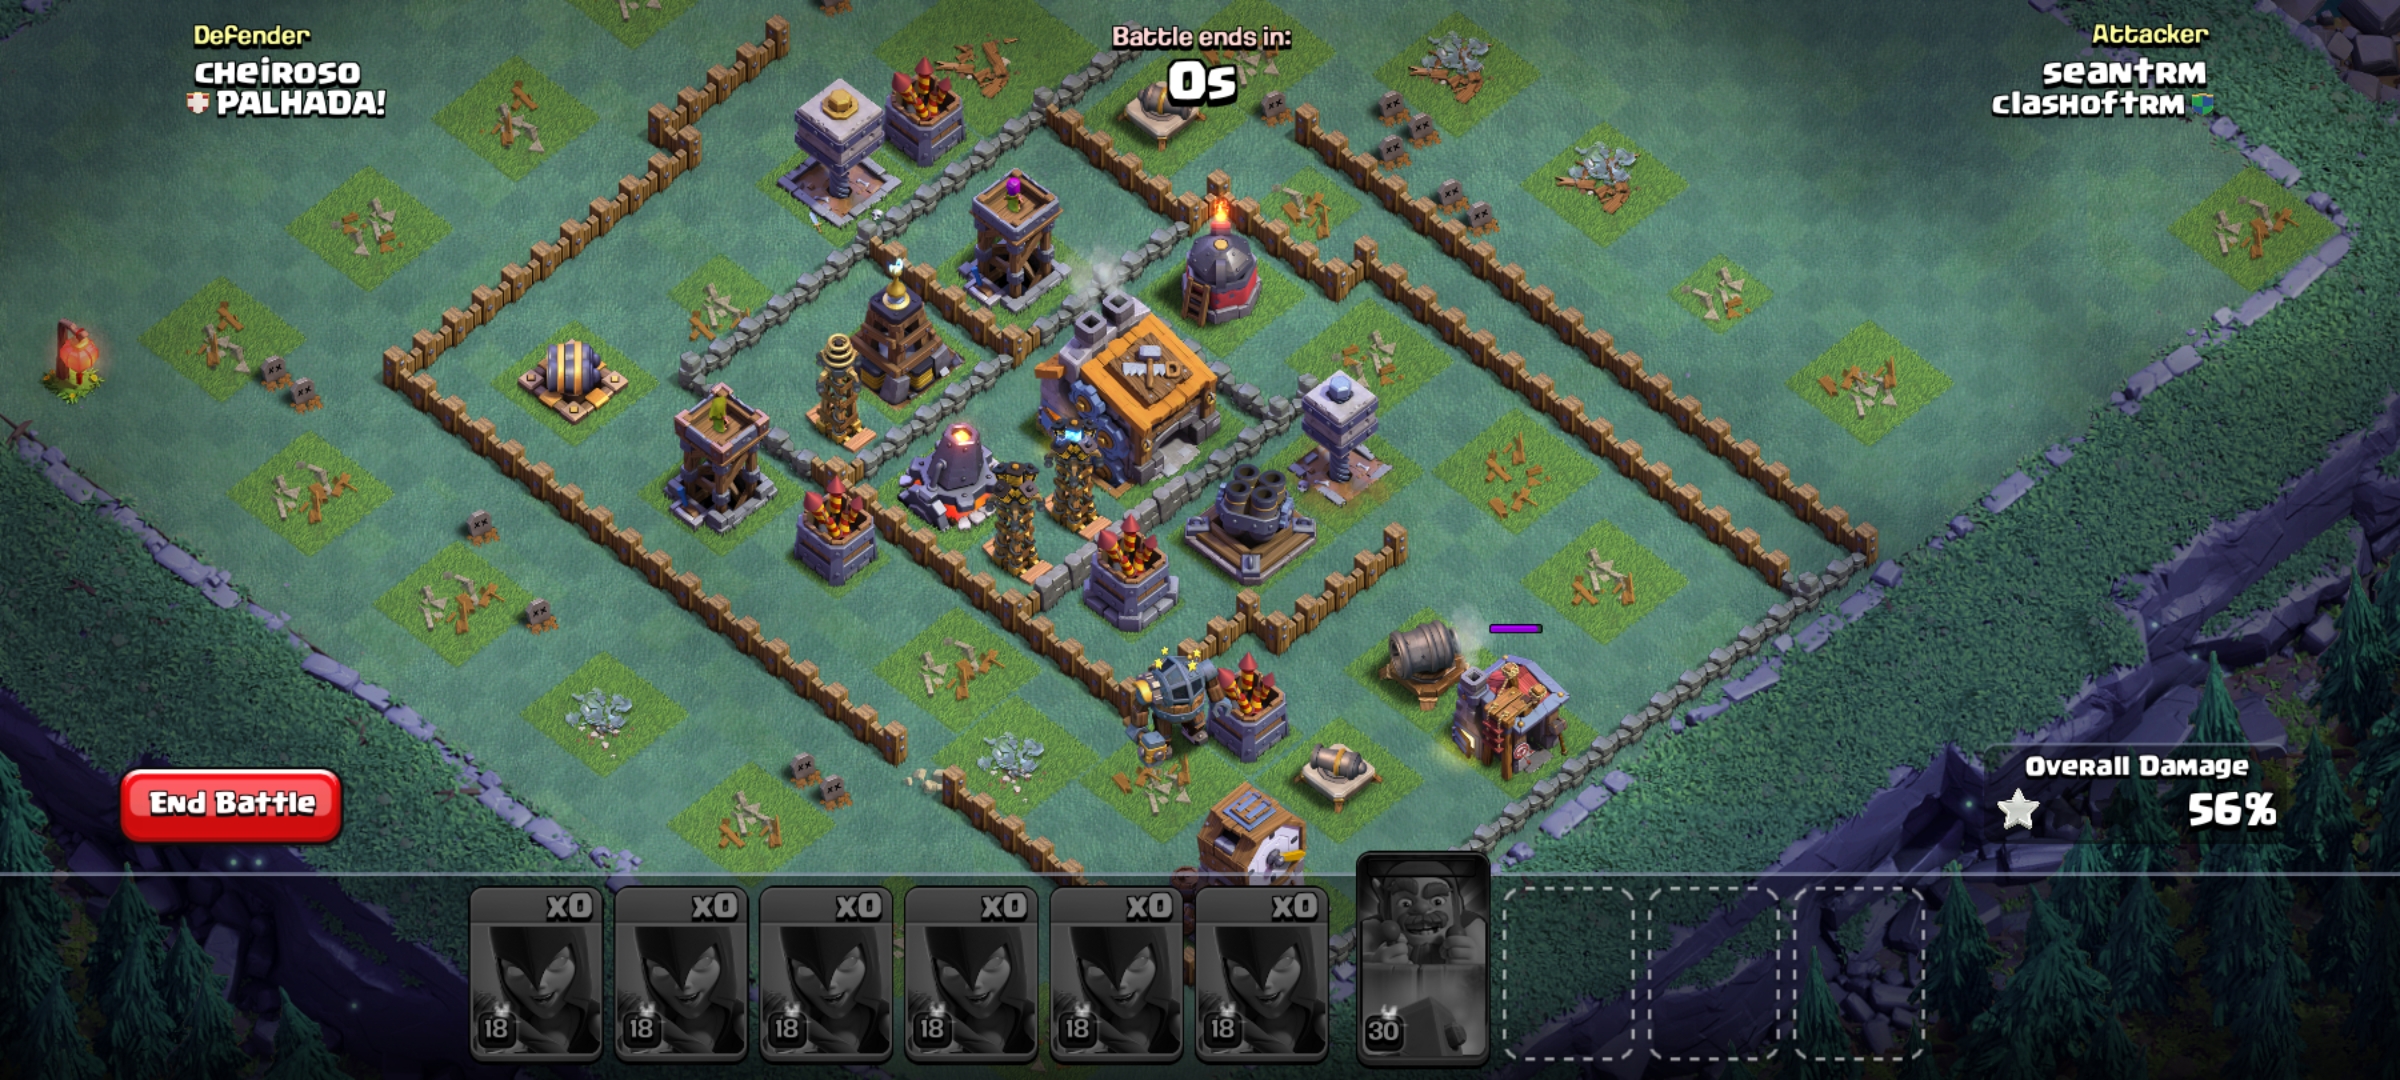 Defender
cHeiROSO
PALHADA!
Battle ends in:
0s
Attacker
seantRM
clashoftRM
End Battle
Overall Damage
56%
x0
x0
x0
x0
x0
x0
18
18
18
18
18
18
30